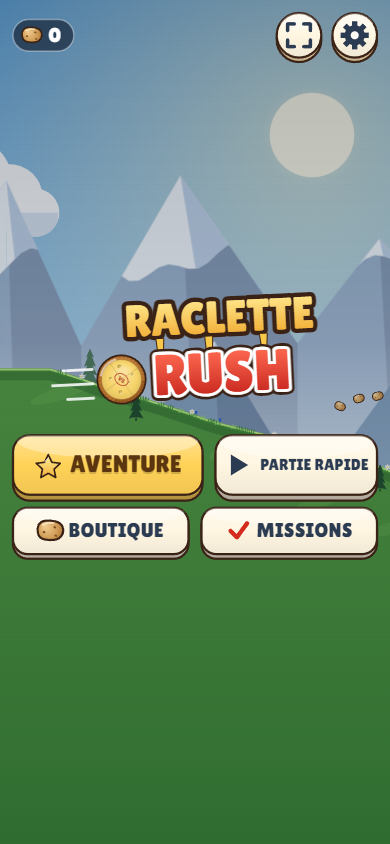 0
RACLETTE
RUSH
AVENTURE
PARTIE RAPIDE
BOUTIQUE
MISSIONS